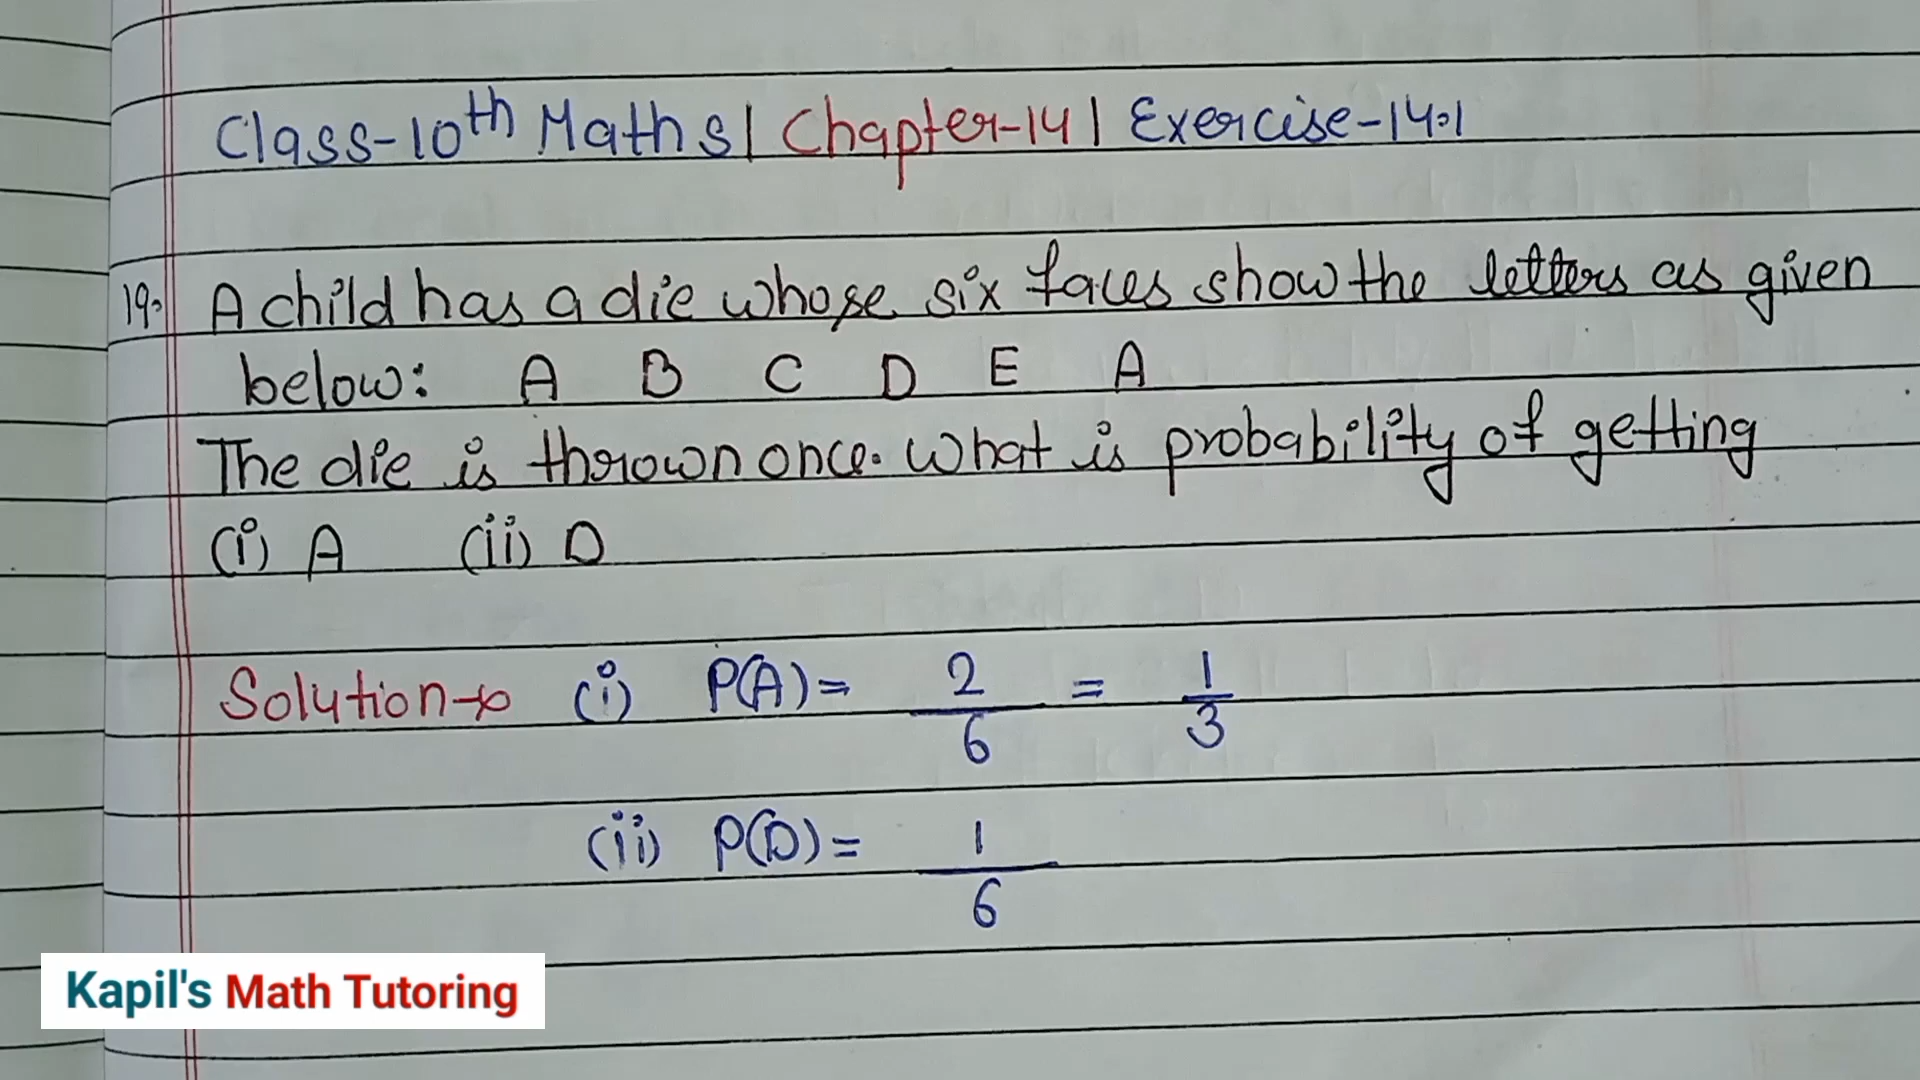 Class-10th Maths| Chapter-14| Exercise-14.1
19. A child has a die whose six faces show the letters as given
below: A B C D E A
The die is thrown once. What is probability of getting
(i) A (ii) D
Solution→ (i) P(A) = 2/6 = 1/3
(ii) P(D) = 1/6
Kapil's Math Tutoring